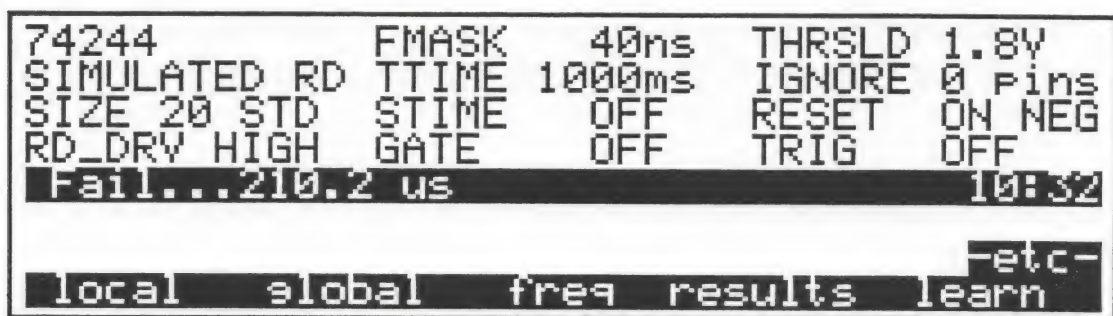 74244 FMASK 40ns THRSLD 1.8V
SIMULATED RD TTIME 1000ms IGNORE 0 pins
SIZE 20 STD STIME OFF RESET ON NEG
RD_DRV HIGH GATE OFF TRIG OFF
Fail...210.2 us 10:32
-etc-
local global freq results learn